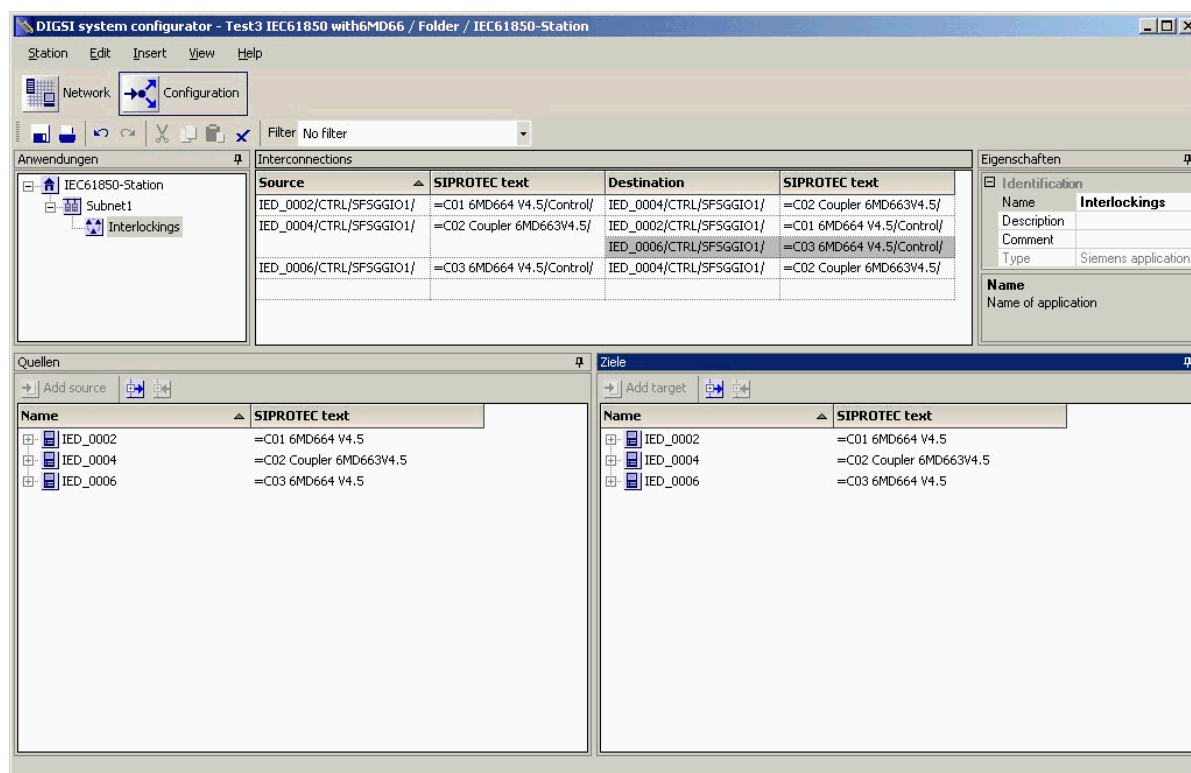 DIGSI system configurator - Test3 IEC61850 with6MD66 / Folder / IEC61850-Station
Station Edit Insert View Help
Network Configuration
Filter No filter
Anwendungen
IEC61850-Station
Subnet1
Interlockings
Interconnections
Source SIPROTEC text Destination SIPROTEC text
IED_0002/CTRL/SFSGGIO1/ =C01 6MD664 V4.5/Control/ IED_0004/CTRL/SFSGGIO1/ =C02 Coupler 6MD663V4.5/
IED_0004/CTRL/SFSGGIO1/ =C02 Coupler 6MD663V4.5/ IED_0002/CTRL/SFSGGIO1/ =C01 6MD664 V4.5/Control/
IED_0006/CTRL/SFSGGIO1/ =C03 6MD664 V4.5/Control/
IED_0006/CTRL/SFSGGIO1/ =C03 6MD664 V4.5/Control/ IED_0004/CTRL/SFSGGIO1/ =C02 Coupler 6MD663V4.5/
Eigenschaften
Identification
Name Interlockings
Description
Comment
Type Siemens application
Name
Name of application
Quellen
Add source
Name SIPROTEC text
IED_0002 =C01 6MD664 V4.5
IED_0004 =C02 Coupler 6MD663V4.5
IED_0006 =C03 6MD664 V4.5
Ziele
Add target
Name SIPROTEC text
IED_0002 =C01 6MD664 V4.5
IED_0004 =C02 Coupler 6MD663V4.5
IED_0006 =C03 6MD664 V4.5